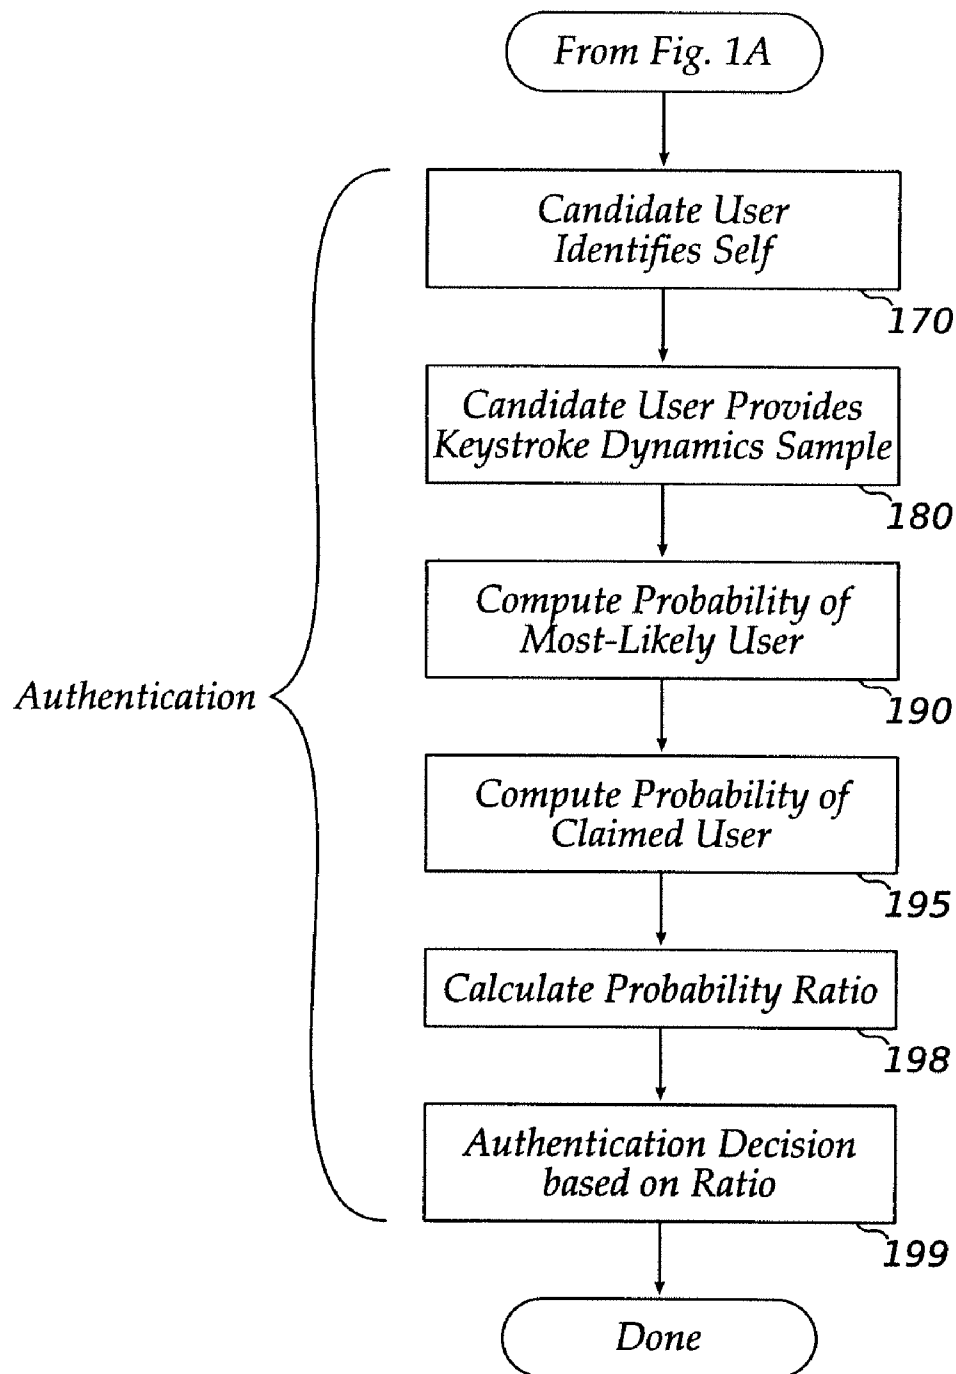 From Fig. 1A
Candidate User
Identifies Self
170
Candidate User Provides
Keystroke Dynamics Sample
180
Compute Probability of
Most-Likely User
190
Authentication
Compute Probability of
Claimed User
195
Calculate Probability Ratio
198
Authentication Decision
based on Ratio
199
Done